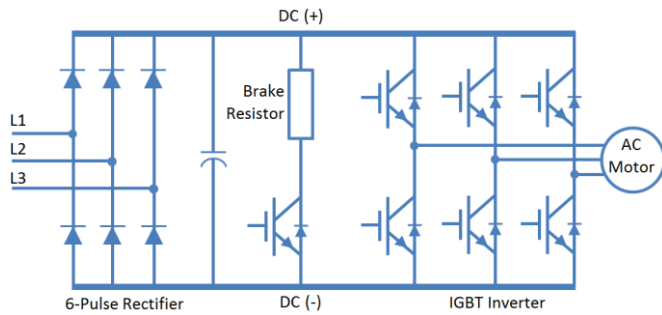 DC (+)
Brake
Resistor
L1
L2
L3
AC
Motor
6-Pulse Rectifier
DC (-)
IGBT Inverter